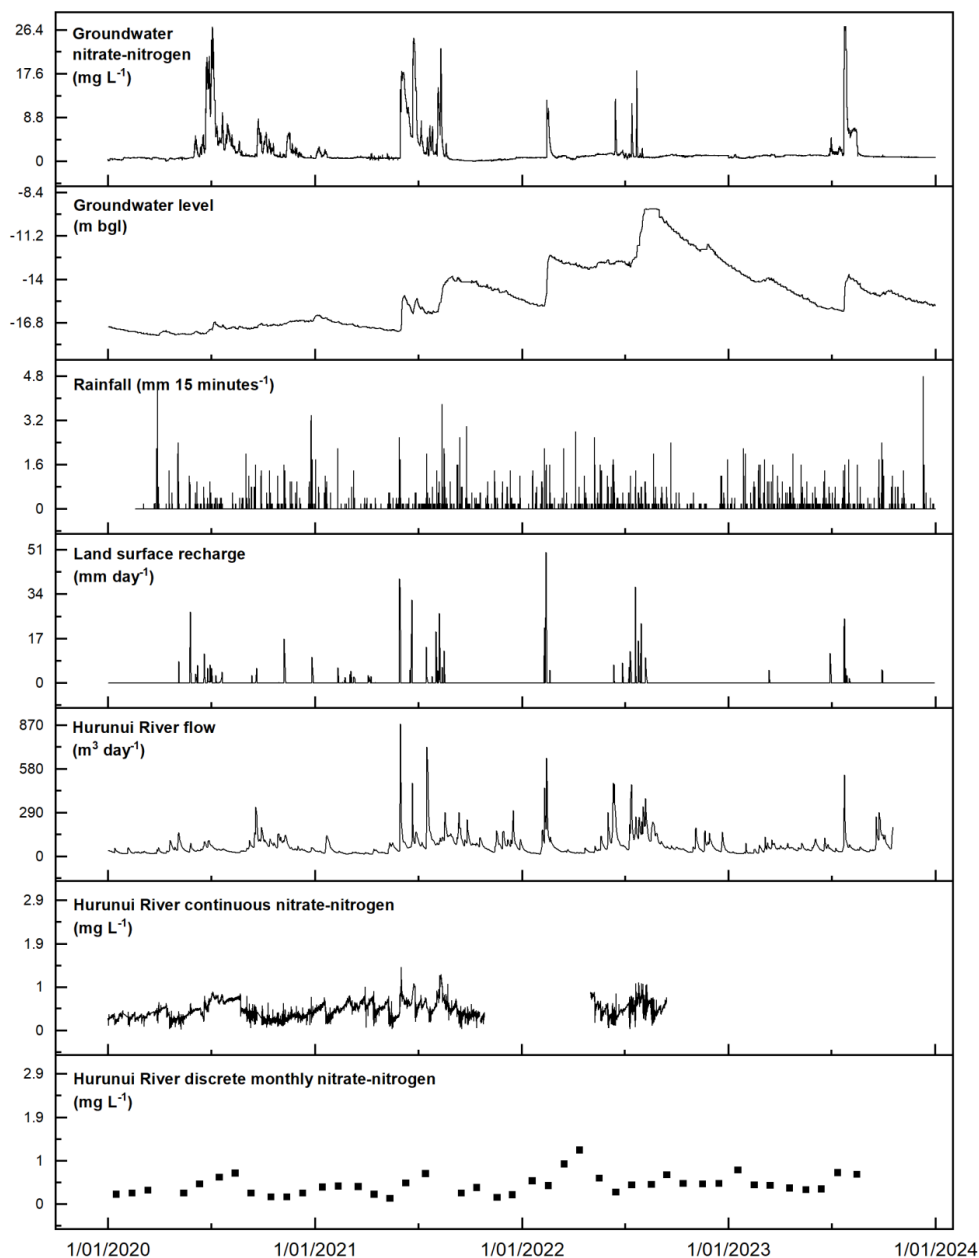 Groundwater
nitrate-nitrogen
(mg L⁻¹)
26.4
17.6
8.8
0
Groundwater level
(m bgl)
-8.4
-11.2
-14
-16.8
Rainfall (mm 15 minutes⁻¹)
4.8
3.2
1.6
0
Land surface recharge
(mm day⁻¹)
51
34
17
0
Hurunui River flow
(m³ day⁻¹)
870
580
290
0
Hurunui River continuous nitrate-nitrogen
(mg L⁻¹)
2.9
1.9
1
0
Hurunui River discrete monthly nitrate-nitrogen
(mg L⁻¹)
2.9
1.9
1
0
1/01/2020 1/01/2021 1/01/2022 1/01/2023 1/01/2024